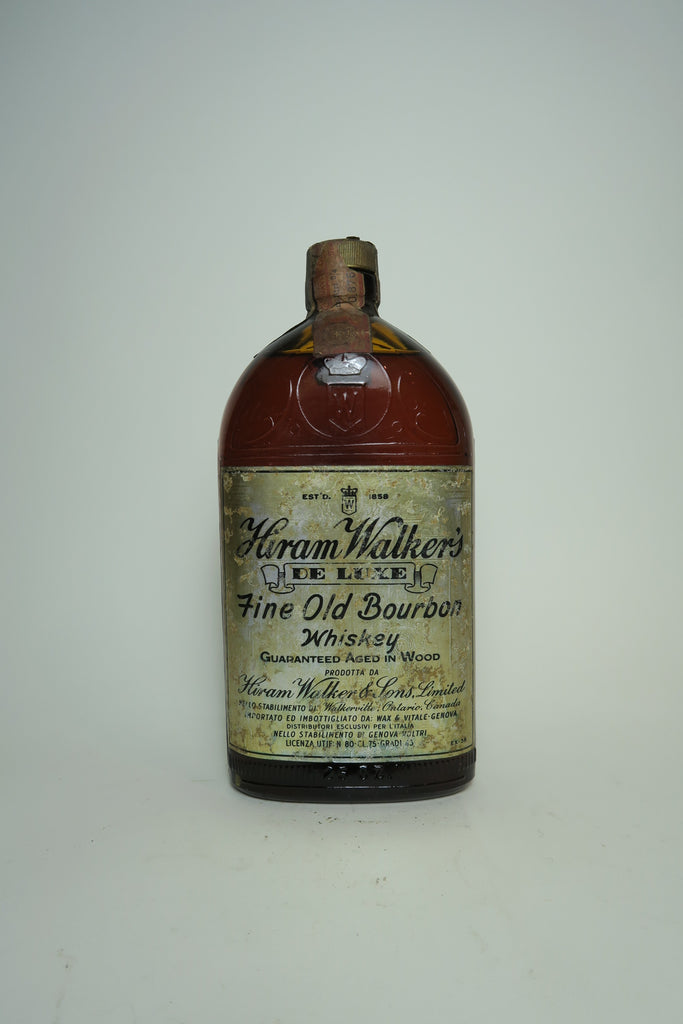 W
EST'D. 1858
W
Hiram Walker's
DE LUXE
Fine Old Bourbon
Whiskey
GUARANTEED AGED IN WOOD
PRODOTTA DA
Hiram Walker & Sons, Limited
NELLO STABILIMENTO DI Walkerville, Ontario, Canada
IMPORTATO ED IMBOTTIGLIATO DA: WAX & VITALE-GENOVA
DISTRIBUTORI ESCLUSIVI PER L'ITALIA
NELLO STABILIMENTO DI GENOVA VOLTRI
LICENZA UTIF: N 80-CL.75-GRADI 43
25 OZ.